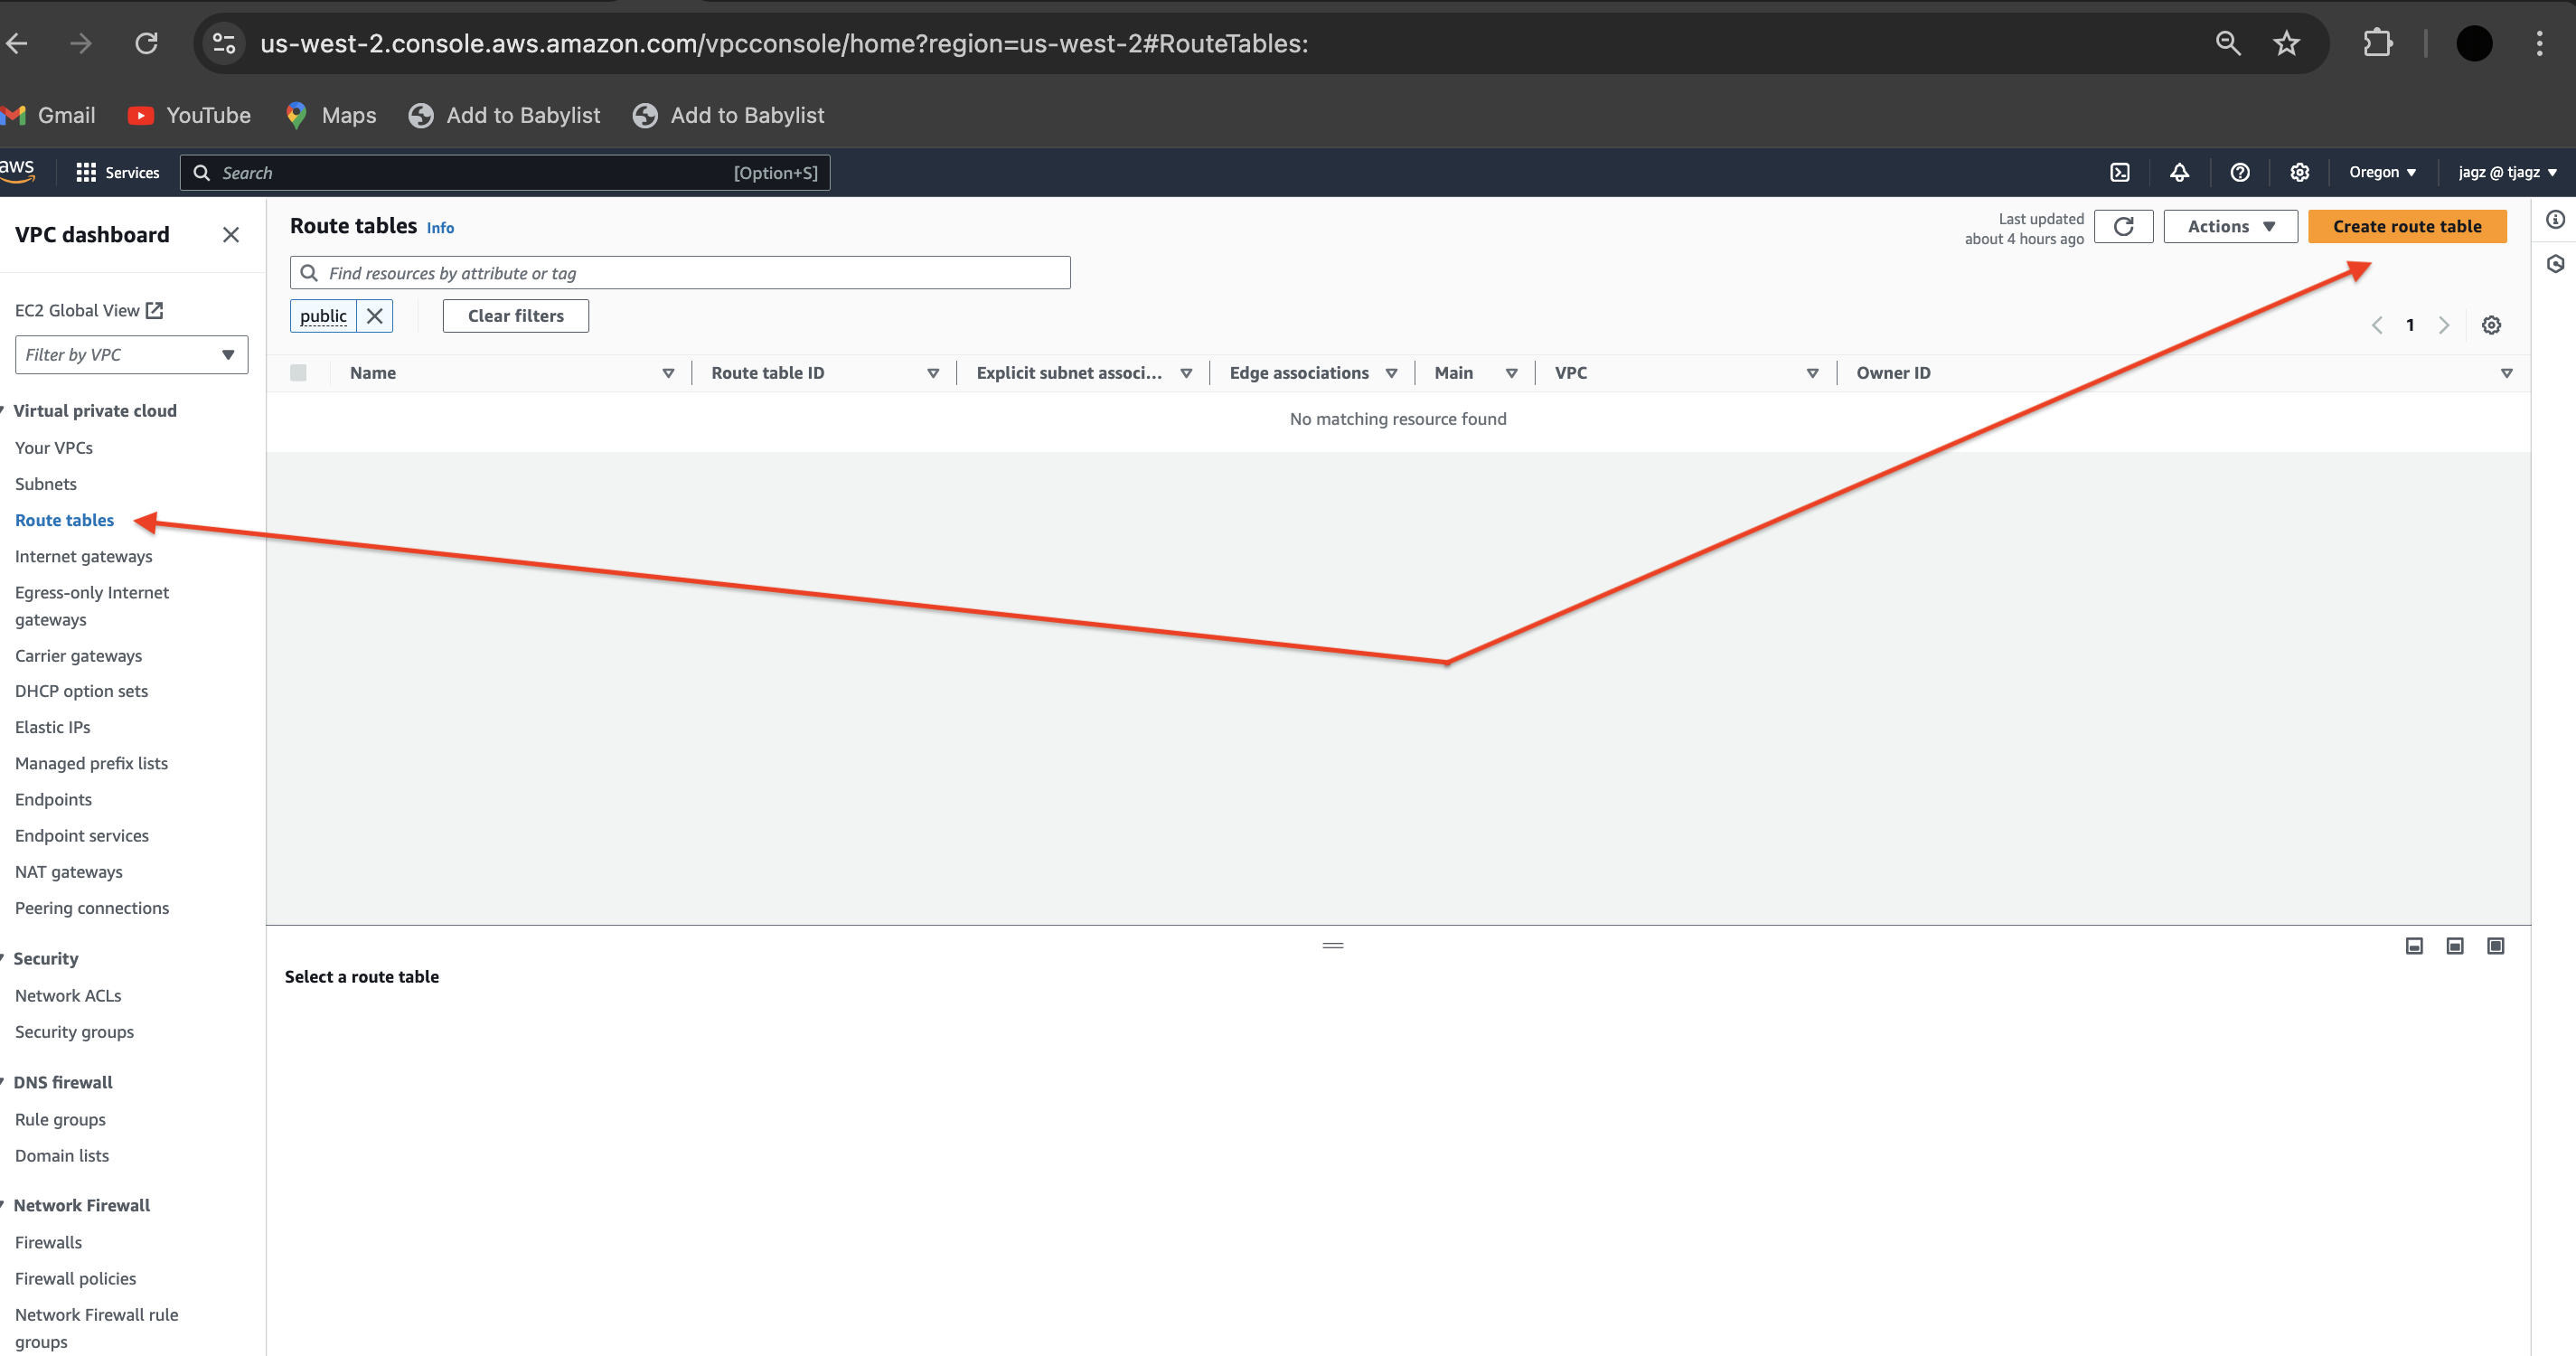 us-west-2.console.aws.amazon.com/vpcconsole/home?region=us-west-2#RouteTables:
Gmail YouTube Maps Add to Babylist Add to Babylist
aws Services Search [Option+S] Oregon jagz @ tjagz
VPC dashboard
EC2 Global View
Filter by VPC
Virtual private cloud
Your VPCs
Subnets
Route tables
Internet gateways
Egress-only Internet
gateways
Carrier gateways
DHCP option sets
Elastic IPs
Managed prefix lists
Endpoints
Endpoint services
NAT gateways
Peering connections
Security
Network ACLs
Security groups
DNS firewall
Rule groups
Domain lists
Network Firewall
Firewalls
Firewall policies
Network Firewall rule
groups
Route tables Info
Last updated
about 4 hours ago
Actions Create route table
Find resources by attribute or tag
public Clear filters
1
Name Route table ID Explicit subnet associ... Edge associations Main VPC Owner ID
No matching resource found
Select a route table